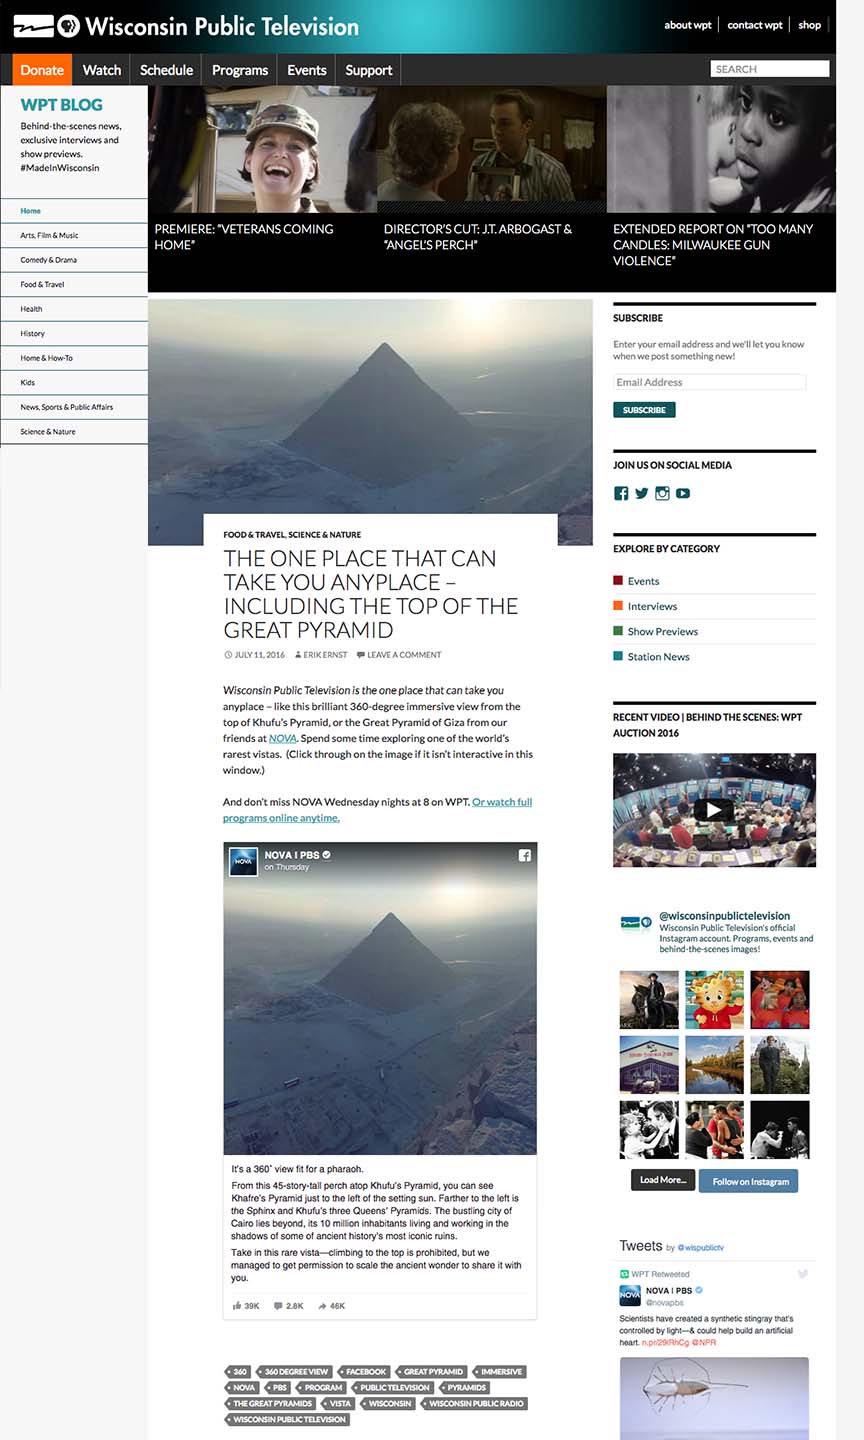 Wisconsin Public Television
about wpt
contact wpt
shop
Donate
Watch
Schedule
Programs
Events
Support
SEARCH
WPT BLOG
Behind-the-scenes news,
exclusive interviews and
show previews.
#MadeInWisconsin
Home
Arts, Film & Music
Comedy & Drama
Food & Travel
Health
History
Home & How-To
Kids
News, Sports & Public Affairs
Science & Nature
PREMIERE: "VETERANS COMING
HOME"
DIRECTOR'S CUT: J.T. ARBOGAST &
"ANGEL'S PERCH"
EXTENDED REPORT ON "TOO MANY
CANDLES: MILWAUKEE GUN
VIOLENCE"
FOOD & TRAVEL, SCIENCE & NATURE
THE ONE PLACE THAT CAN
TAKE YOU ANYPLACE –
INCLUDING THE TOP OF THE
GREAT PYRAMID
JULY 11, 2016
ERIK ERNST
LEAVE A COMMENT
Wisconsin Public Television is the one place that can take you
anyplace – like this brilliant 360-degree immersive view from the
top of Khufu's Pyramid, or the Great Pyramid of Giza from our
friends at NOVA. Spend some time exploring one of the world's
rarest vistas. (Click through on the image if it isn't interactive in this
window.)
And don't miss NOVA Wednesday nights at 8 on WPT. Or watch full
programs online anytime.
NOVA
NOVA | PBS
on Thursday
It's a 360˚ view fit for a pharaoh.
From this 45-story-tall perch atop Khufu's Pyramid, you can see
Khafre's Pyramid just to the left of the setting sun. Farther to the left is
the Sphinx and Khufu's three Queens' Pyramids. The bustling city of
Cairo lies beyond, its 10 million inhabitants living and working in the
shadows of some of ancient history's most iconic ruins.
Take in this rare vista—climbing to the top is prohibited, but we
managed to get permission to scale the ancient wonder to share it with
you.
39K
2.8K
46K
360
360 DEGREE VIEW
FACEBOOK
GREAT PYRAMID
IMMERSIVE
NOVA
PBS
PROGRAM
PUBLIC TELEVISION
PYRAMIDS
THE GREAT PYRAMIDS
VISTA
WISCONSIN
WISCONSIN PUBLIC RADIO
WISCONSIN PUBLIC TELEVISION
SUBSCRIBE
Enter your email address and we'll let you know
when we post something new!
Email Address
SUBSCRIBE
JOIN US ON SOCIAL MEDIA
EXPLORE BY CATEGORY
Events
Interviews
Show Previews
Station News
RECENT VIDEO | BEHIND THE SCENES: WPT
AUCTION 2016
@wisconsinpublictelevision
Wisconsin Public Television's official
Instagram account. Programs, events and
behind-the-scenes images!
Load More...
Follow on Instagram
Tweets by @wispublictv
WPT Retweeted
NOVA
NOVA | PBS
@novapbs
Scientists have created a synthetic stingray that's
controlled by light—& could help build an artificial
heart. n.pr/29IRhCg @NPR